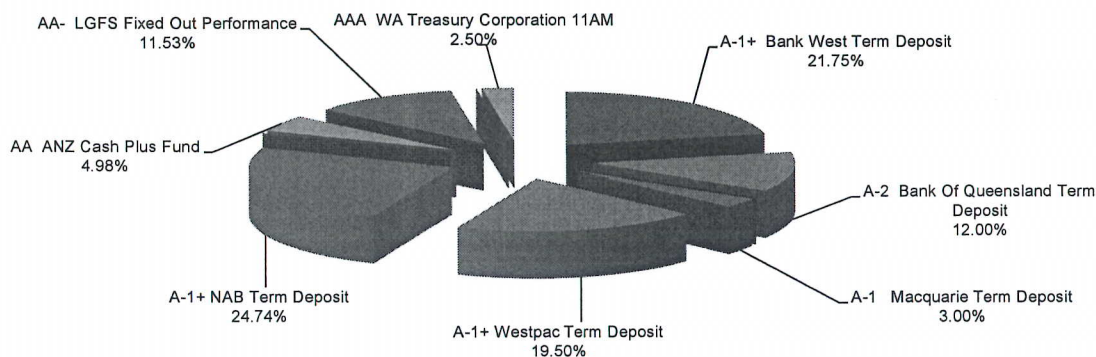 AAA WA Treasury Corporation 11AM
2.50%
A-1+ Bank West Term Deposit
21.75%
A-2 Bank Of Queensland Term
Deposit
12.00%
A-1 Macquarie Term Deposit
3.00%
A-1+ Westpac Term Deposit
19.50%
A-1+ NAB Term Deposit
24.74%
AA ANZ Cash Plus Fund
4.98%
AA- LGFS Fixed Out Performance
11.53%